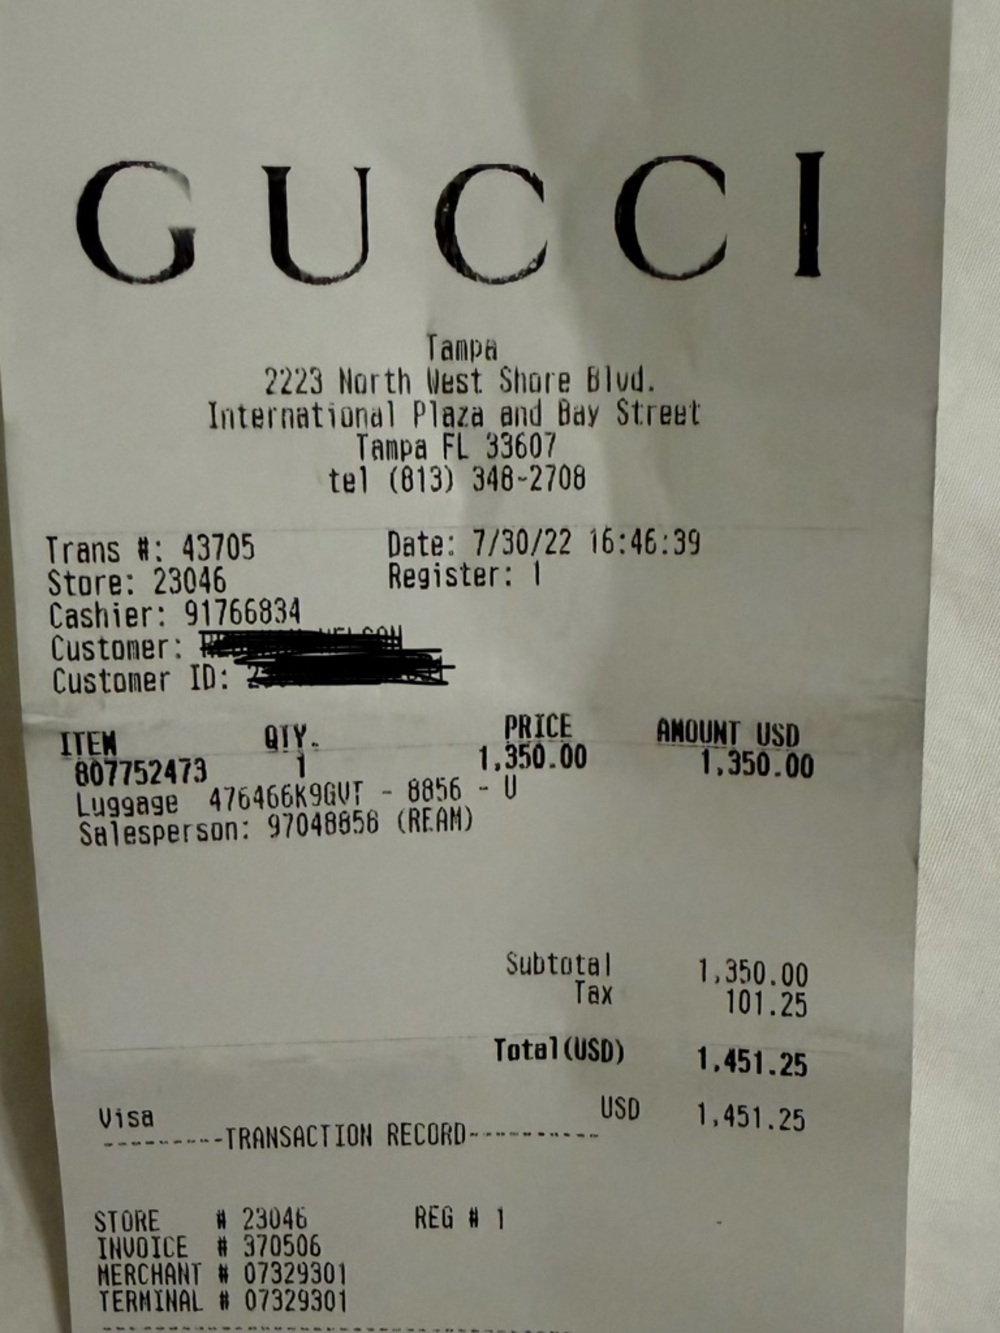 GUCCI
Tampa
2223 North West Shore Blvd.
International Plaza and Bay Street
Tampa FL 33607
tel (813) 348-2708
Trans #: 43705 Date: 7/30/22 16:46:39
Store: 23046 Register: 1
Cashier: 91766834
Customer:
Customer ID:
ITEM QTY. PRICE AMOUNT USD
807752473 1 1,350.00 1,350.00
Luggage 476466K9GVT - 8856 - U
Salesperson: 97048858 (REAM)
Subtotal 1,350.00
Tax 101.25
Total(USD) 1,451.25
Visa USD 1,451.25
---------TRANSACTION RECORD-----------
STORE # 23046 REG # 1
INVOICE # 370506
MERCHANT # 07329301
TERMINAL # 07329301